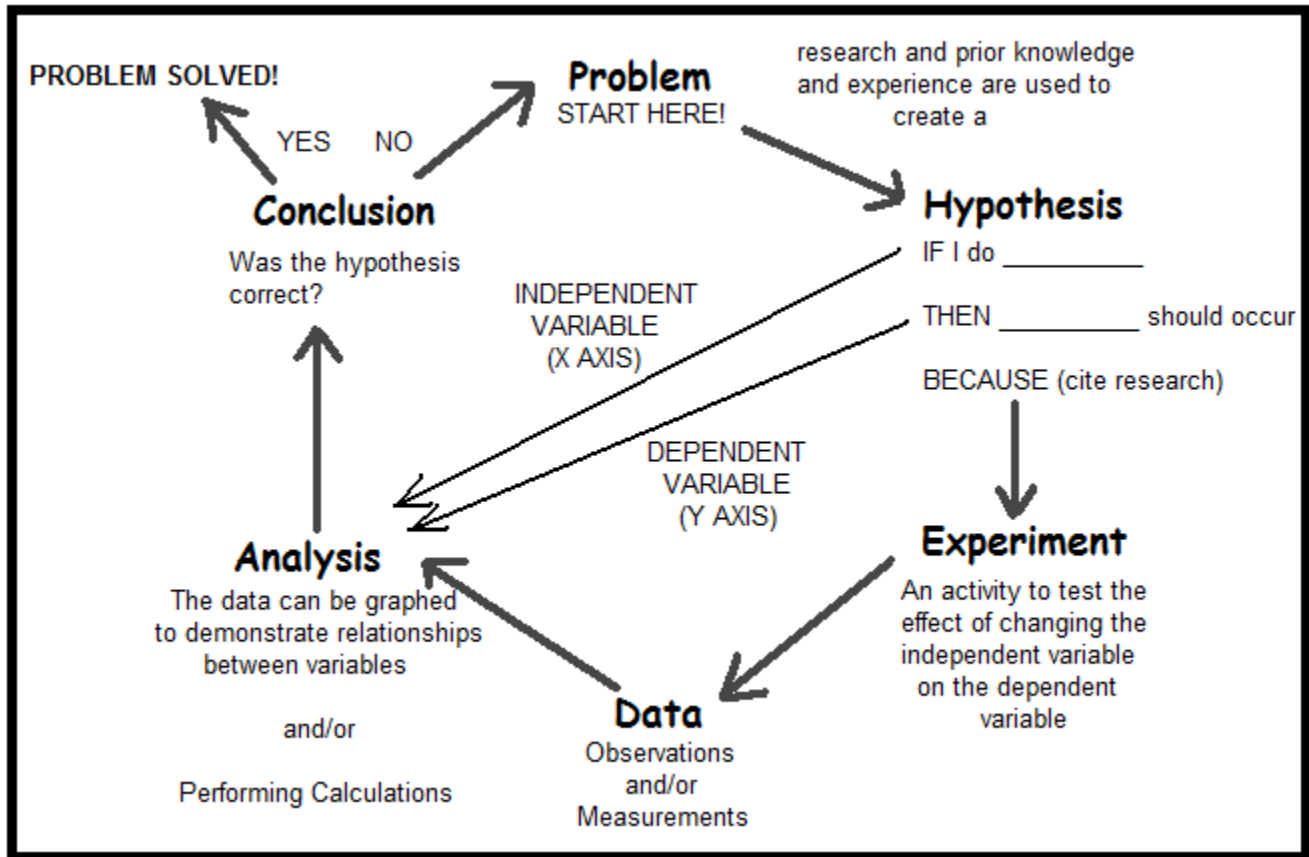 Problem
START HERE!
research and prior knowledge
and experience are used to
create a
Hypothesis
IF I do __________
THEN __________ should occur
BECAUSE (cite research)
INDEPENDENT
VARIABLE
(X AXIS)
DEPENDENT
VARIABLE
(Y AXIS)
Experiment
An activity to test the
effect of changing the
independent variable
on the dependent
variable
Data
Observations
and/or
Measurements
Analysis
The data can be graphed
to demonstrate relationships
between variables
and/or
Performing Calculations
Conclusion
Was the hypothesis
correct?
YES NO
PROBLEM SOLVED!